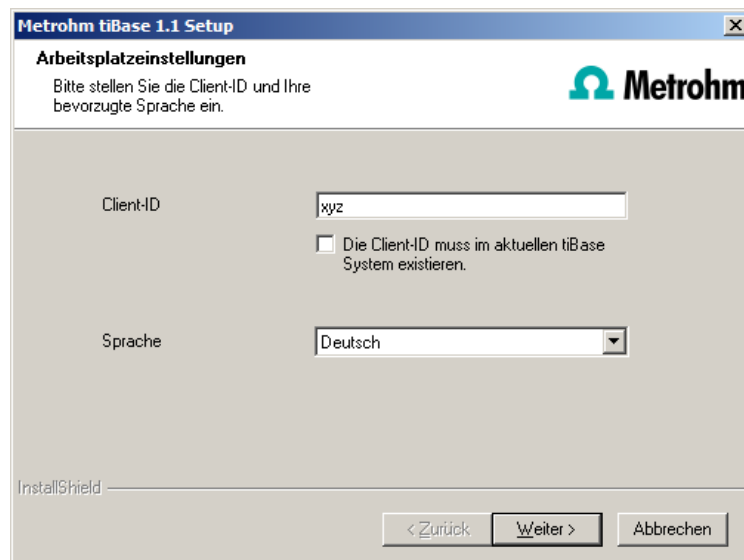 Metrohm tiBase 1.1 Setup
Arbeitsplatzeinstellungen
Bitte stellen Sie die Client-ID und Ihre
bevorzugte Sprache ein.
Metrohm
Client-ID
xyz
Die Client-ID muss im aktuellen tiBase
System existieren.
Sprache
Deutsch
InstallShield
< Zurück
Weiter >
Abbrechen